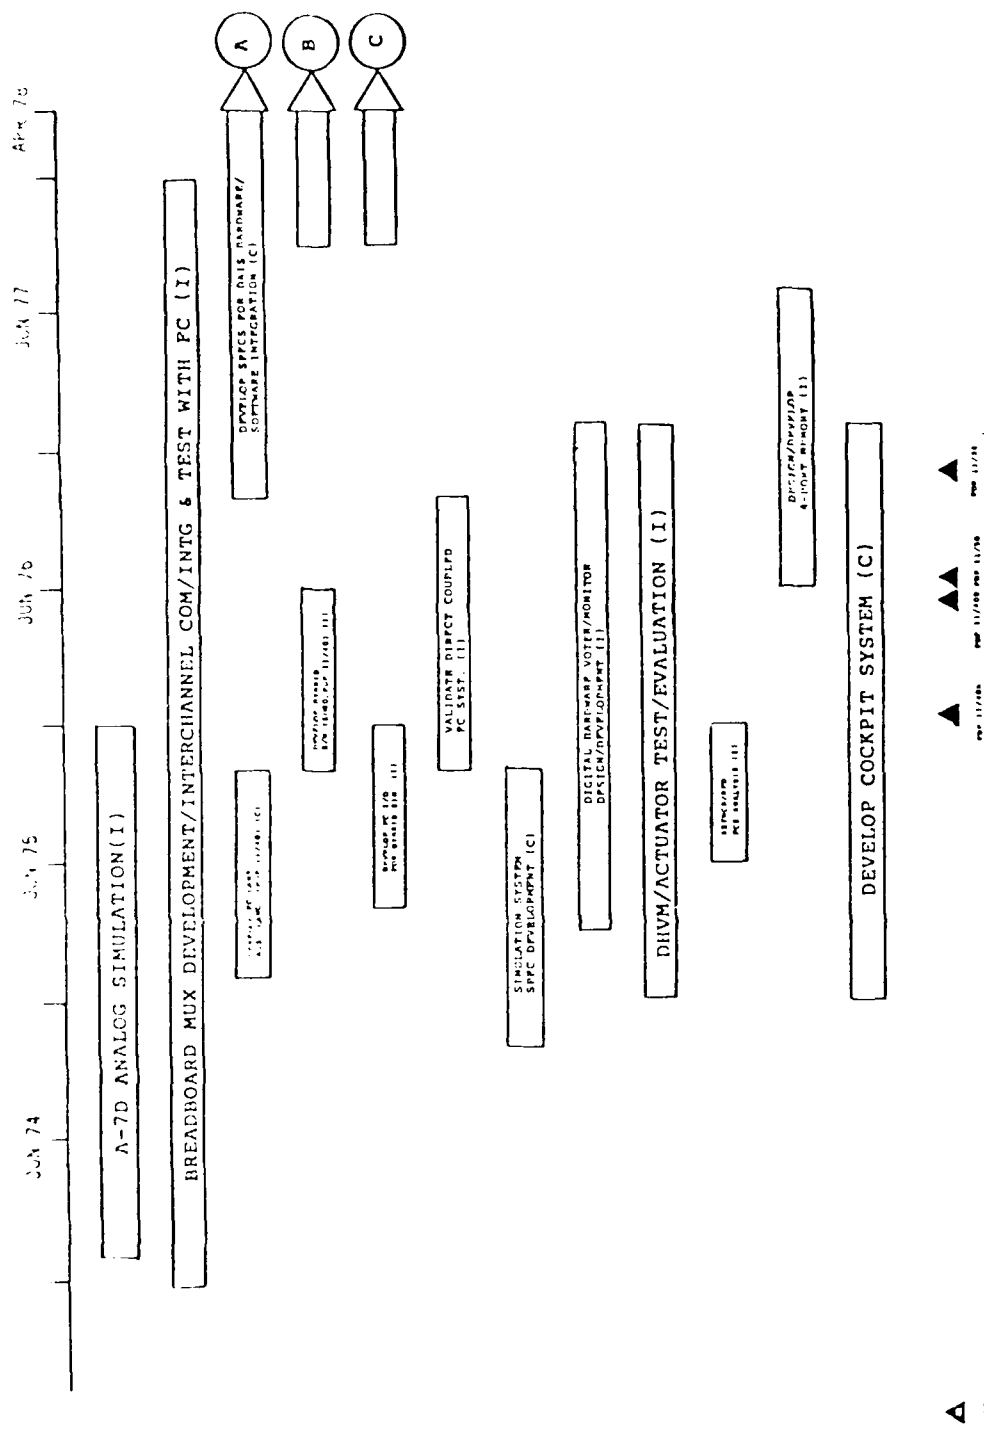 JUN 74
JUN 75
JUN 76
JUN 77
APR 78
A-7D ANALOG SIMULATION(I)
BREADBOARD MUX DEVELOPMENT/INTERCHANNEL COM/INTG & TEST WITH PC (I)
DEVELOP SPECS FOR DAIS HARDWARE/
SOFTWARE INTEGRATION (C)
A
B
C
DEVELOP PC I/O
VALIDATE DIRECT COUPLED
PC SYST. (I)
SIMULATION SYSTEM
SPEC DEVELOPMENT (C)
DIGITAL HARDWARE VOTER/MONITOR
DESIGN/DEVELOPMENT (I)
DHVM/ACTUATOR TEST/EVALUATION (I)
DESIGN/DEVELOP
4-PORT MEMORY (I)
DEVELOP COCKPIT SYSTEM (C)